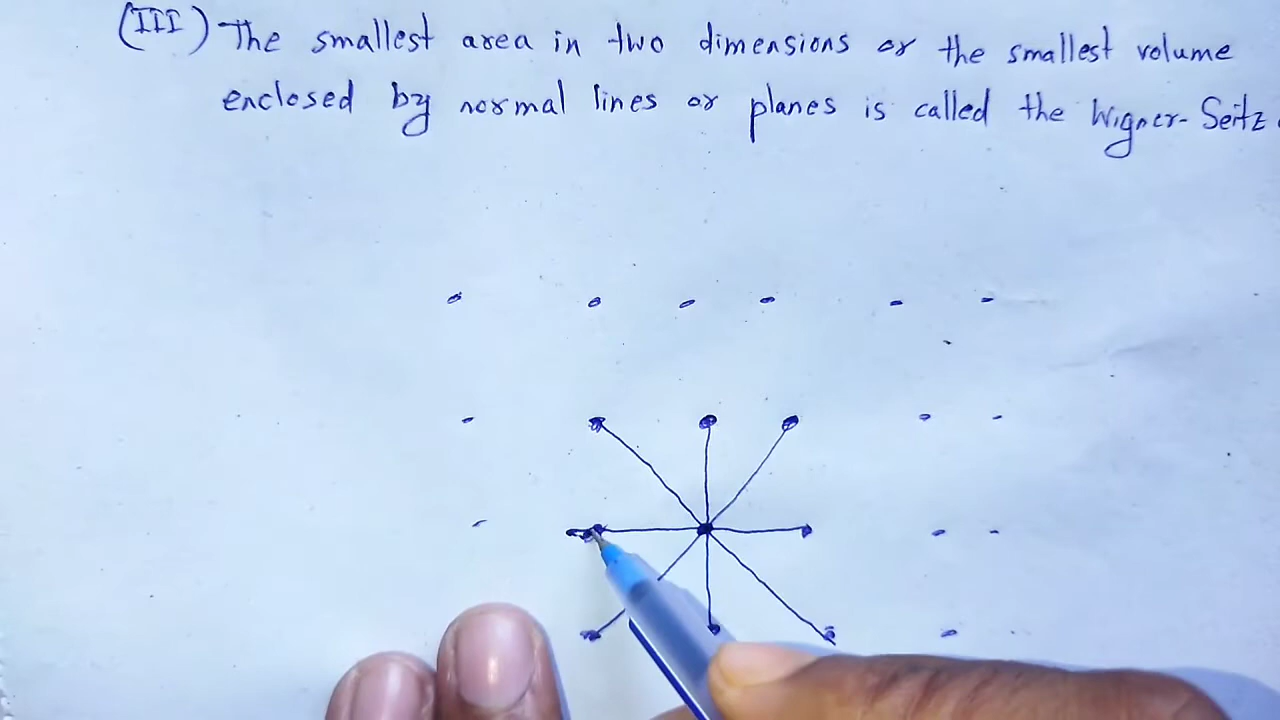 (III) The smallest area in two dimensions or the smallest volume
enclosed by normal lines or planes is called the Wigner-Seitz